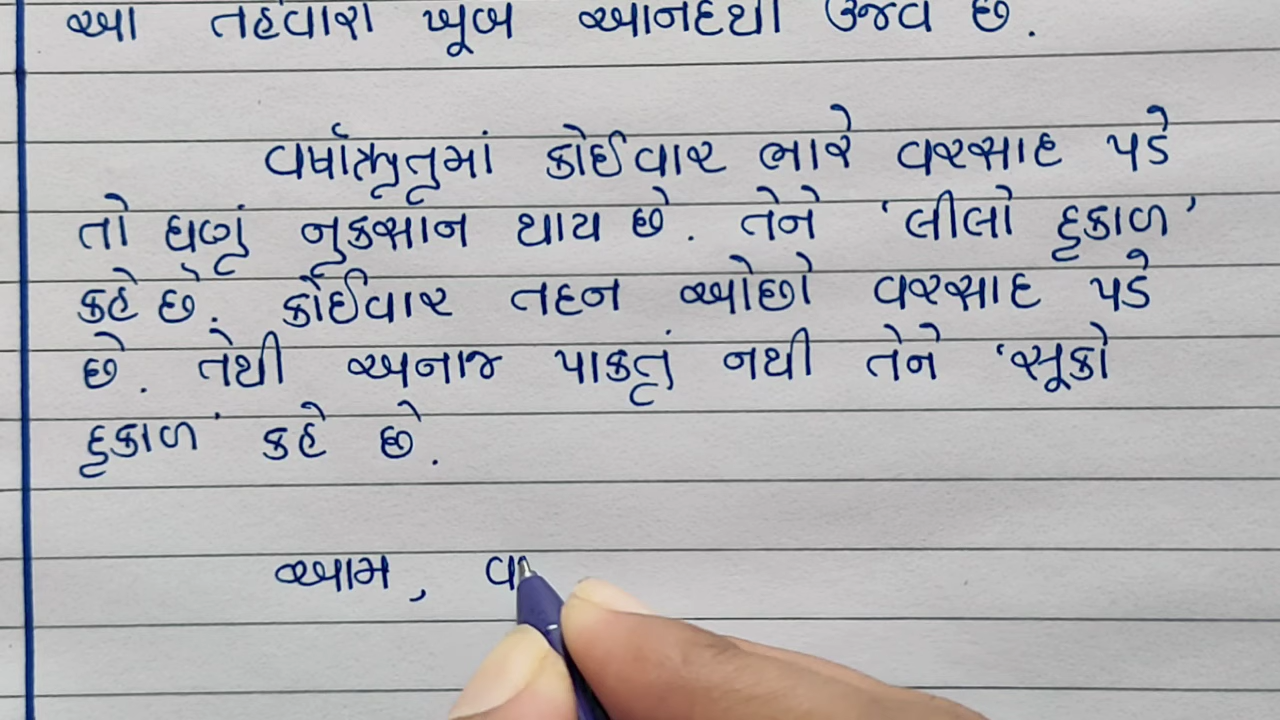 આ તહેવારો ખૂબ આનંદથી ઉજવે છે.
વર્ષાઋતુમાં કોઈવાર ભારે વરસાદ પડે
તો ઘણું નુકસાન થાય છે. તેને 'લીલો દુકાળ'
કહે છે. કોઈવાર તદ્દન ઓછો વરસાદ પડે
છે. તેથી અનાજ પાકતું નથી તેને 'સૂકો
દુકાળ' કહે છે.
આમ,